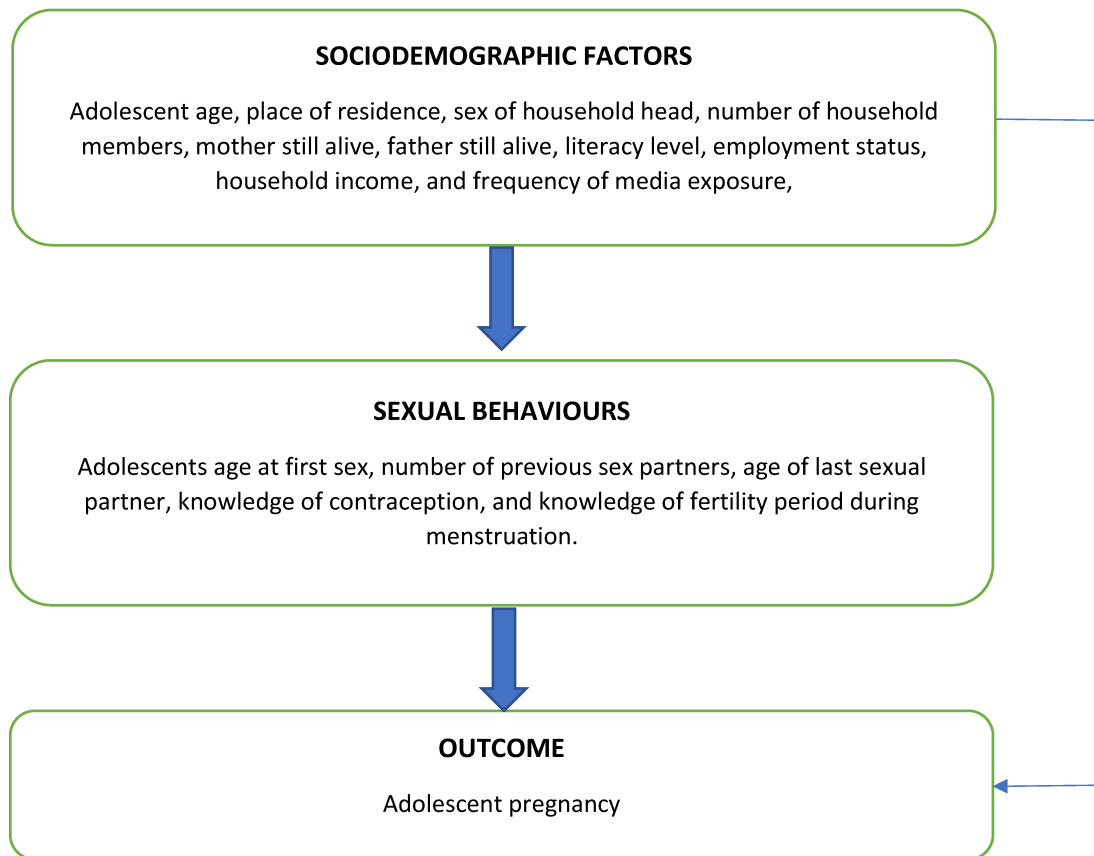 SOCIODEMOGRAPHIC FACTORS
Adolescent age, place of residence, sex of household head, number of household
members, mother still alive, father still alive, literacy level, employment status,
household income, and frequency of media exposure,
SEXUAL BEHAVIOURS
Adolescents age at first sex, number of previous sex partners, age of last sexual
partner, knowledge of contraception, and knowledge of fertility period during
menstruation.
OUTCOME
Adolescent pregnancy